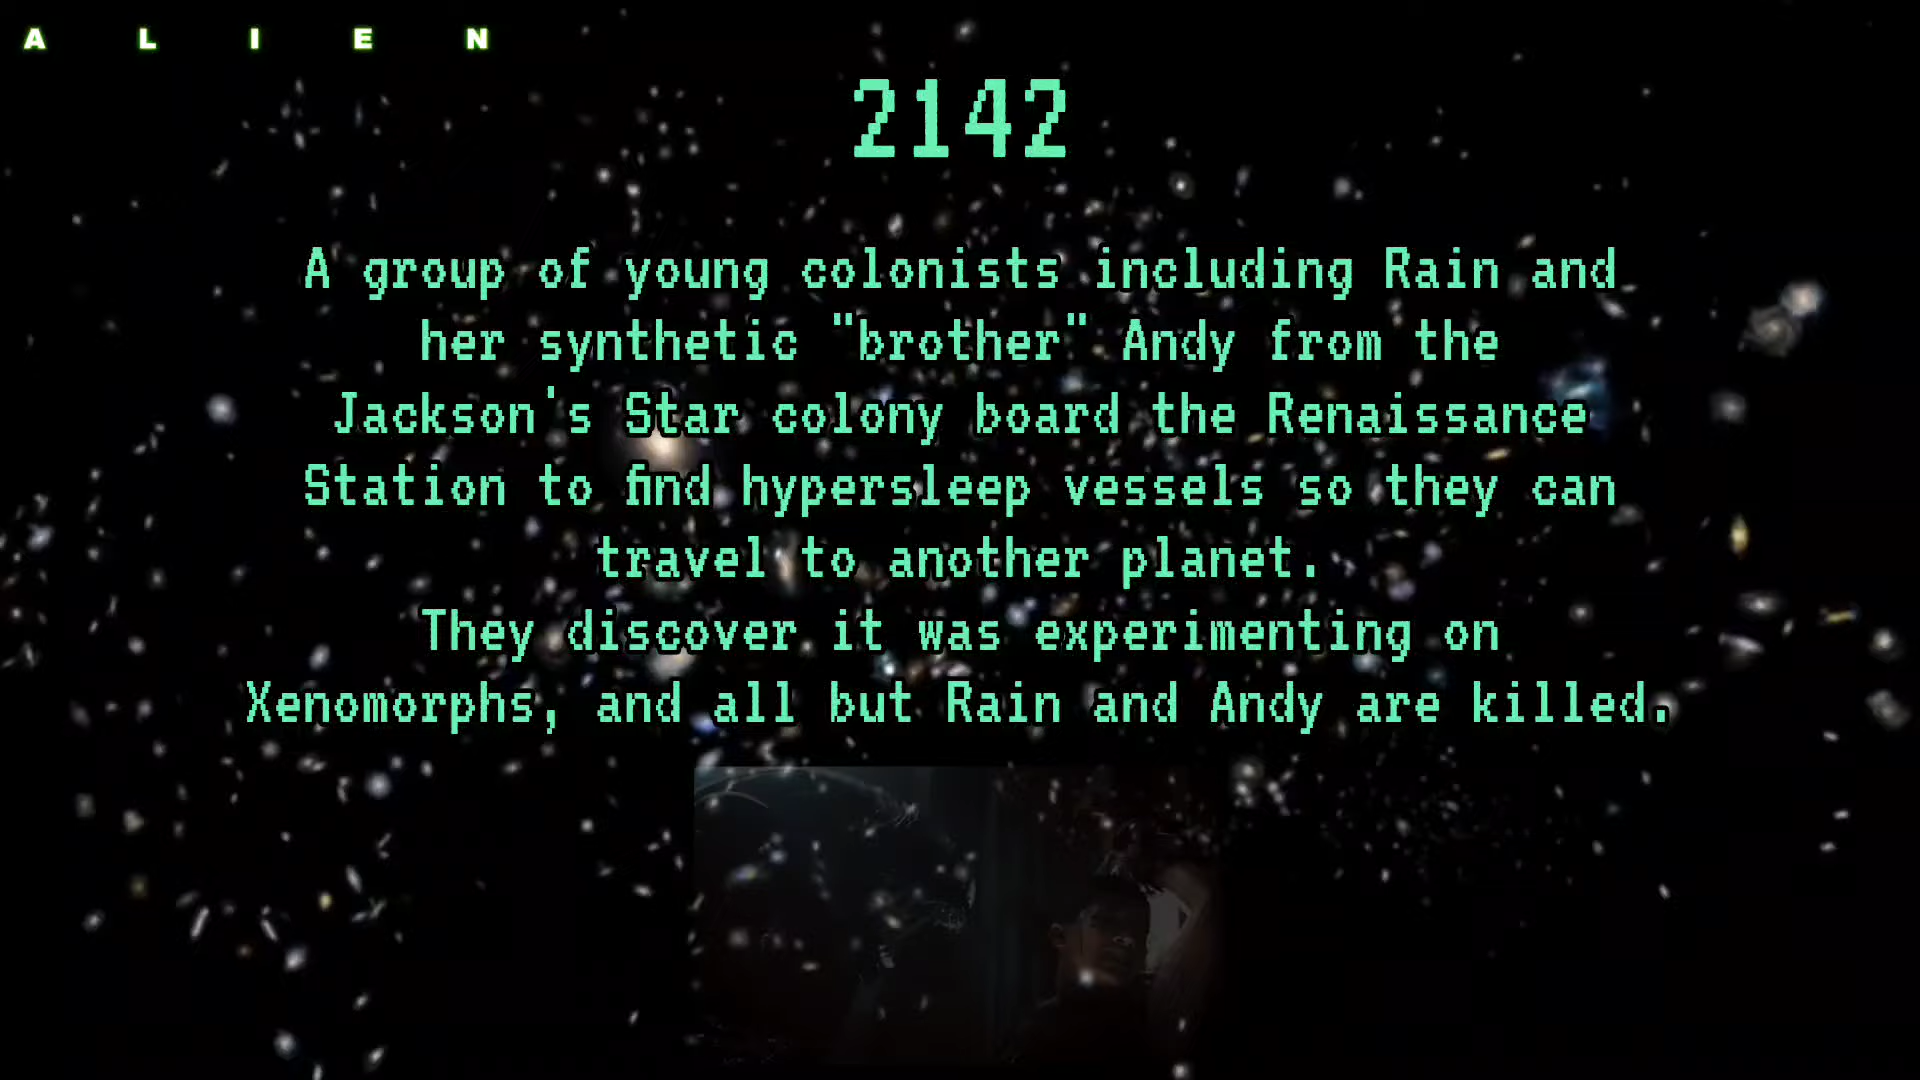 A L I E N
2142
A group of young colonists including Rain and
her synthetic "brother" Andy from the
Jackson's Star colony board the Renaissance
Station to find hypersleep vessels so they can
travel to another planet.
They discover it was experimenting on
Xenomorphs, and all but Rain and Andy are killed.